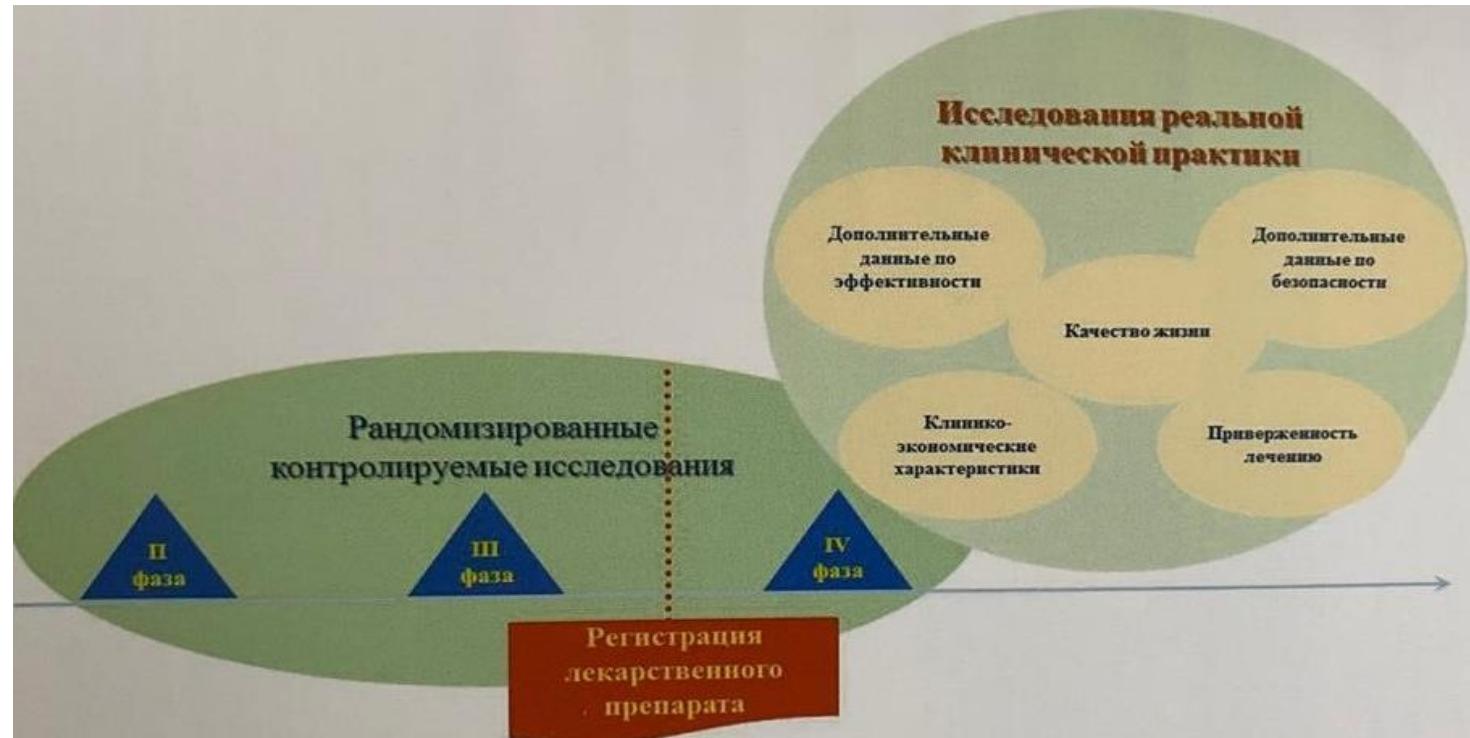 Исследования реальной
клинической практики
Дополнительные
данные по
эффективности
Дополнительные
данные по
безопасности
Качество жизни
Клинико-
экономические
характеристики
Приверженность
лечению
Рандомизированные
контролируемые исследования
II
фаза
III
фаза
IV
фаза
Регистрация
лекарственного
препарата